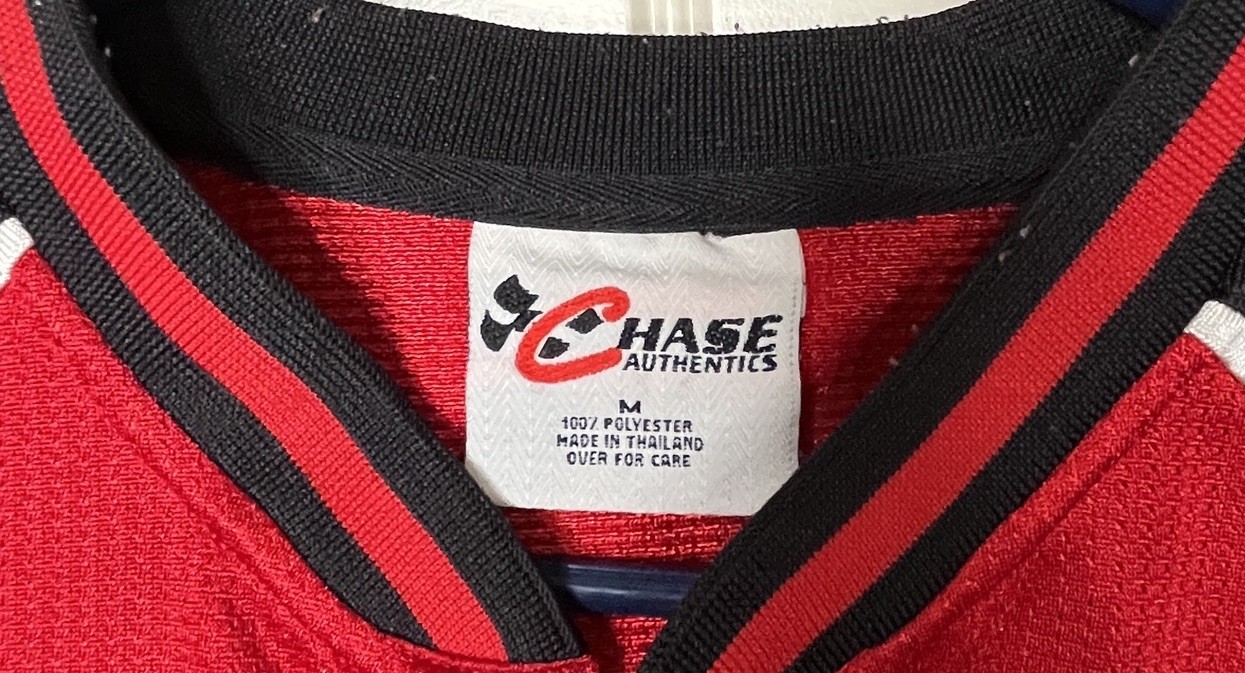 CHASE
AUTHENTICS
M
100% POLYESTER
MADE IN THAILAND
OVER FOR CARE